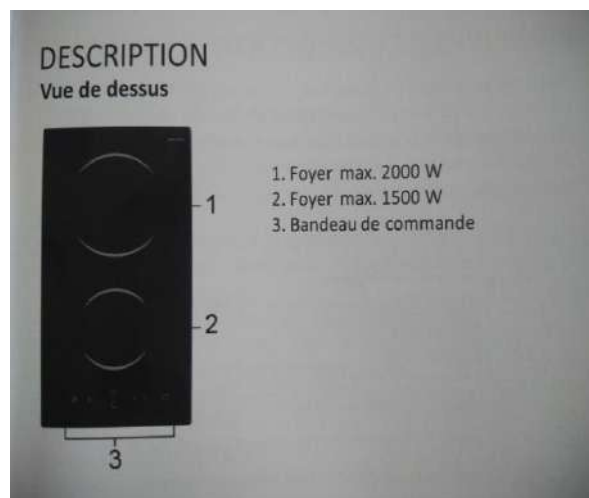 DESCRIPTION
Vue de dessus
1. Foyer max. 2000 W
2. Foyer max. 1500 W
3. Bandeau de commande
1
2
3